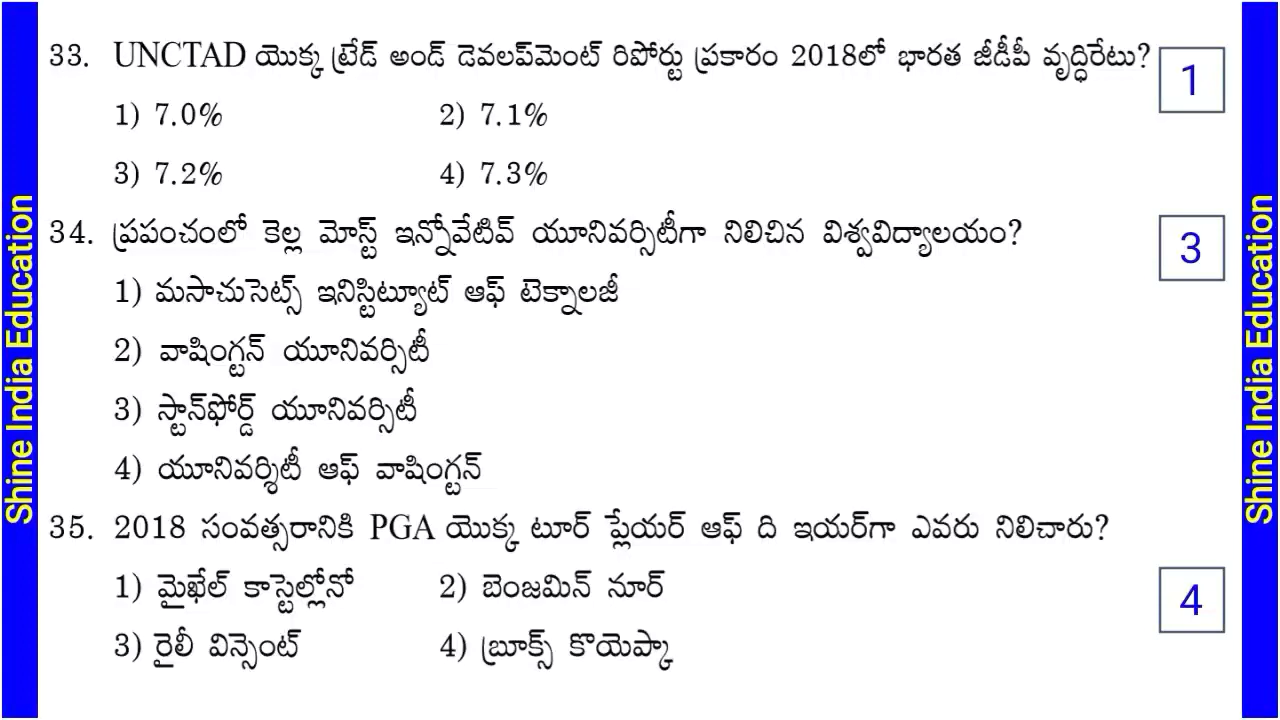 Shine India Education
33. UNCTAD యొక్క ట్రేడ్ అండ్ డెవలప్‌మెంట్ రిపోర్టు ప్రకారం 2018లో భారత జీడీపీ వృద్ధిరేటు? 1
1) 7.0% 2) 7.1%
3) 7.2% 4) 7.3%
34. ప్రపంచంలో కెల్ల మోస్ట్ ఇన్నోవేటివ్ యూనివర్సిటీగా నిలిచిన విశ్వవిద్యాలయం? 3
1) మసాచుసెట్స్ ఇనిస్టిట్యూట్ ఆఫ్ టెక్నాలజీ
2) వాషింగ్టన్ యూనివర్సిటీ
3) స్టాన్‌ఫోర్డ్ యూనివర్సిటీ
4) యూనివర్శిటీ ఆఫ్ వాషింగ్టన్
35. 2018 సంవత్సరానికి PGA యొక్క టూర్ ప్లేయర్ ఆఫ్ ది ఇయర్‌గా ఎవరు నిలిచారు? 4
1) మైఖేల్ కాస్టెల్లోనో 2) బెంజమిన్ నూర్
3) రైలీ విన్సెంట్ 4) బ్రూక్స్ కొయెప్కా
Shine India Education